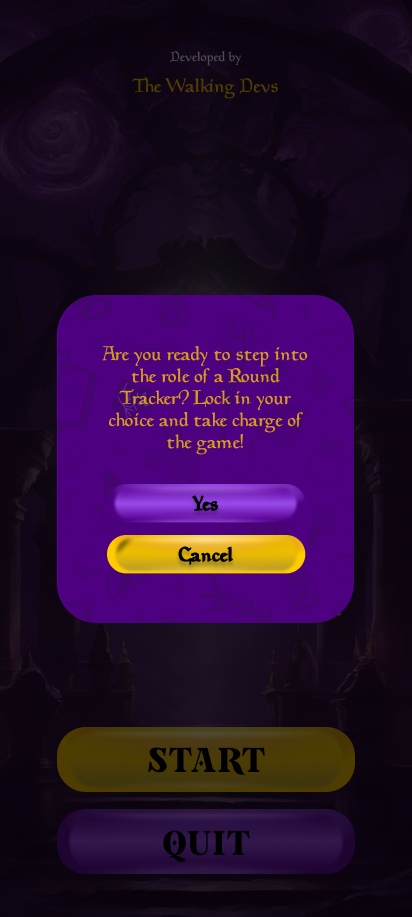 Developed by
The Walking Devs
Are you ready to step into
the role of a Round
Tracker? Lock in your
choice and take charge of
the game!
Yes
Cancel
START
QUIT